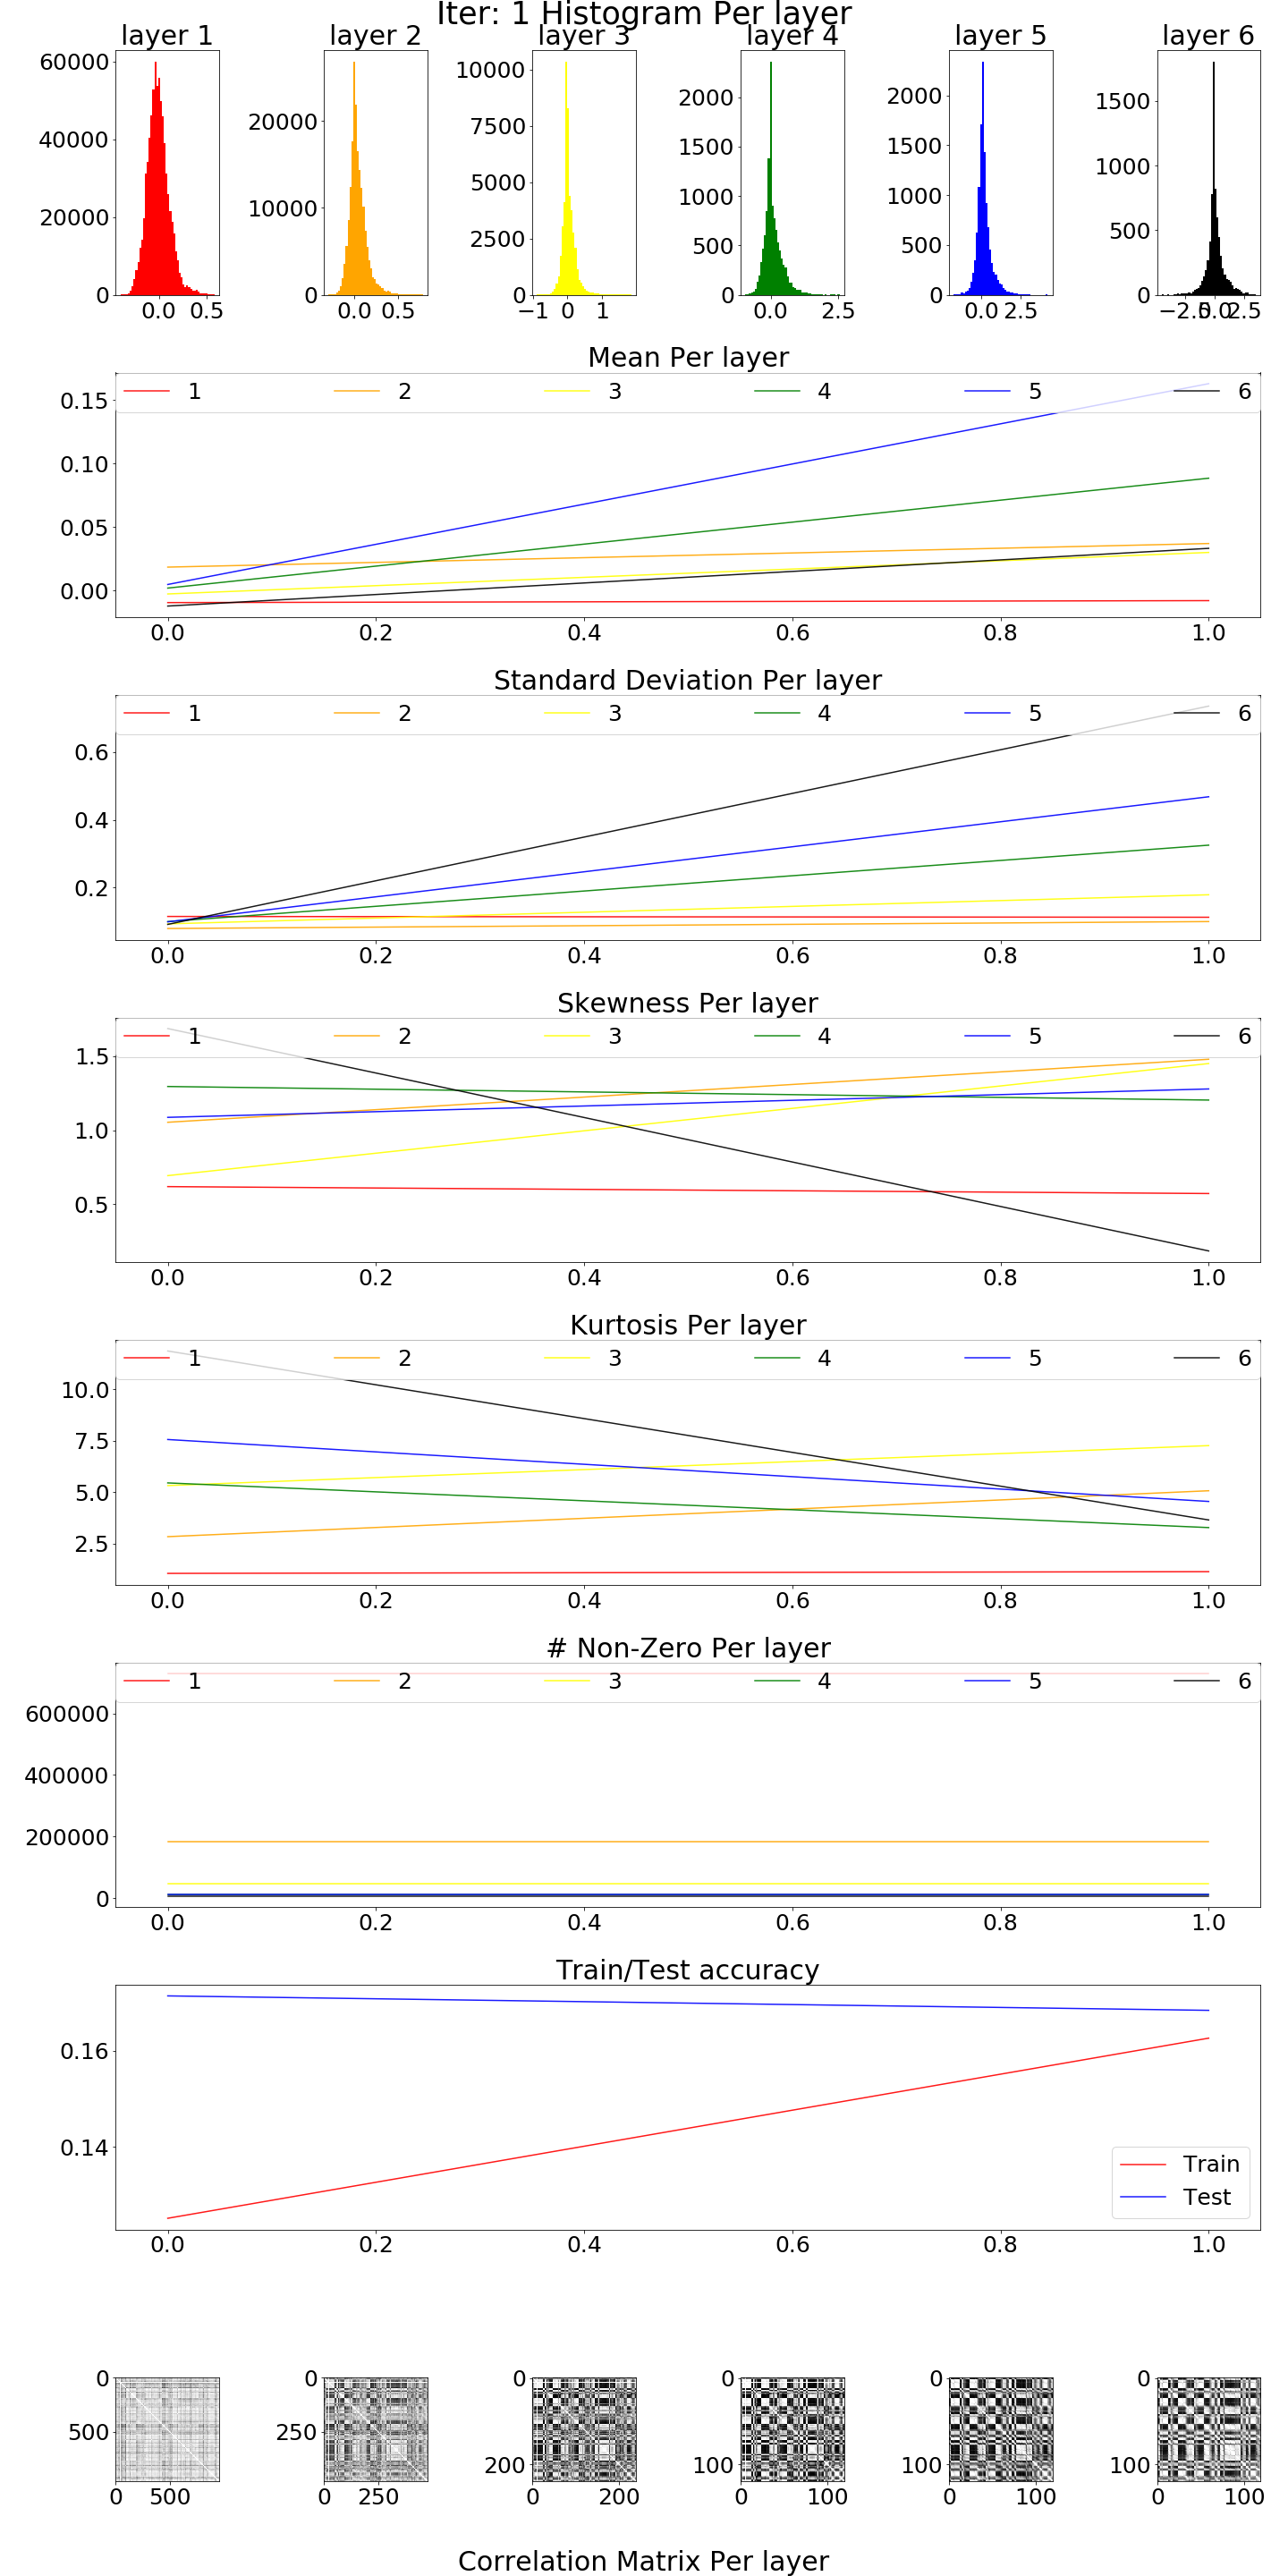 Iter: 1 Histogram Per layer
layer 1 layer 2 layer 3 layer 4 layer 5 layer 6
60000
40000
20000
0
0.0 0.5
20000
10000
0
0.0 0.5
10000
7500
5000
2500
0
−1 0 1
2000
1500
1000
500
0
0.0 2.5
2000
1500
1000
500
0
0.0 2.5
1500
1000
500
0
−2.5 0.0 2.5
Mean Per layer
1 2 3 4 5 6
0.15
0.10
0.05
0.00
0.0 0.2 0.4 0.6 0.8 1.0
Standard Deviation Per layer
1 2 3 4 5 6
0.6
0.4
0.2
0.0 0.2 0.4 0.6 0.8 1.0
Skewness Per layer
1 2 3 4 5 6
1.5
1.0
0.5
0.0 0.2 0.4 0.6 0.8 1.0
Kurtosis Per layer
1 2 3 4 5 6
10.0
7.5
5.0
2.5
0.0 0.2 0.4 0.6 0.8 1.0
# Non-Zero Per layer
1 2 3 4 5 6
600000
400000
200000
0
0.0 0.2 0.4 0.6 0.8 1.0
Train/Test accuracy
0.16
0.14
Train
Test
0.0 0.2 0.4 0.6 0.8 1.0
0
500
0 500
0
250
0 250
0
200
0 200
0
100
0 100
0
100
0 100
0
100
0 100
Correlation Matrix Per layer